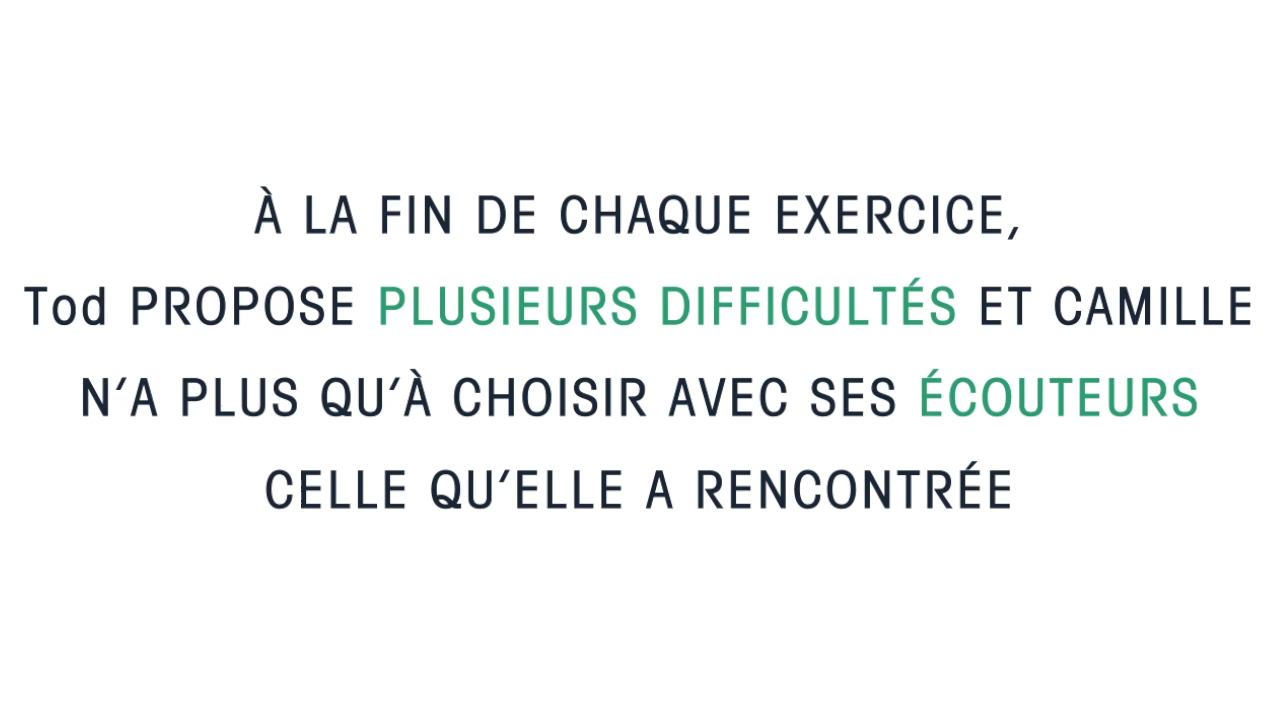 À LA FIN DE CHAQUE EXERCICE,
Tod PROPOSE PLUSIEURS DIFFICULTÉS ET CAMILLE
N'A PLUS QU'À CHOISIR AVEC SES ÉCOUTEURS
CELLE QU'ELLE A RENCONTRÉE